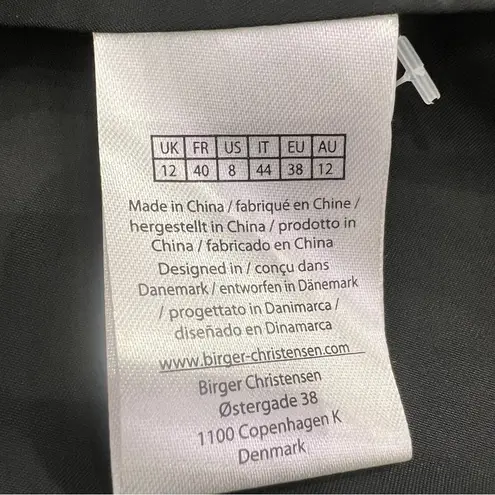 UK FR US IT EU AU
12 40 8 44 38 12
Made in China / fabriqué en Chine /
hergestellt in China / prodotto in
China / fabricado en China
Designed in / conçu dans
Danemark / entworfen in Dänemark
/ progettato in Danimarca /
diseñado en Dinamarca
www.birger-christensen.com
Birger Christensen
Østergade 38
1100 Copenhagen K
Denmark